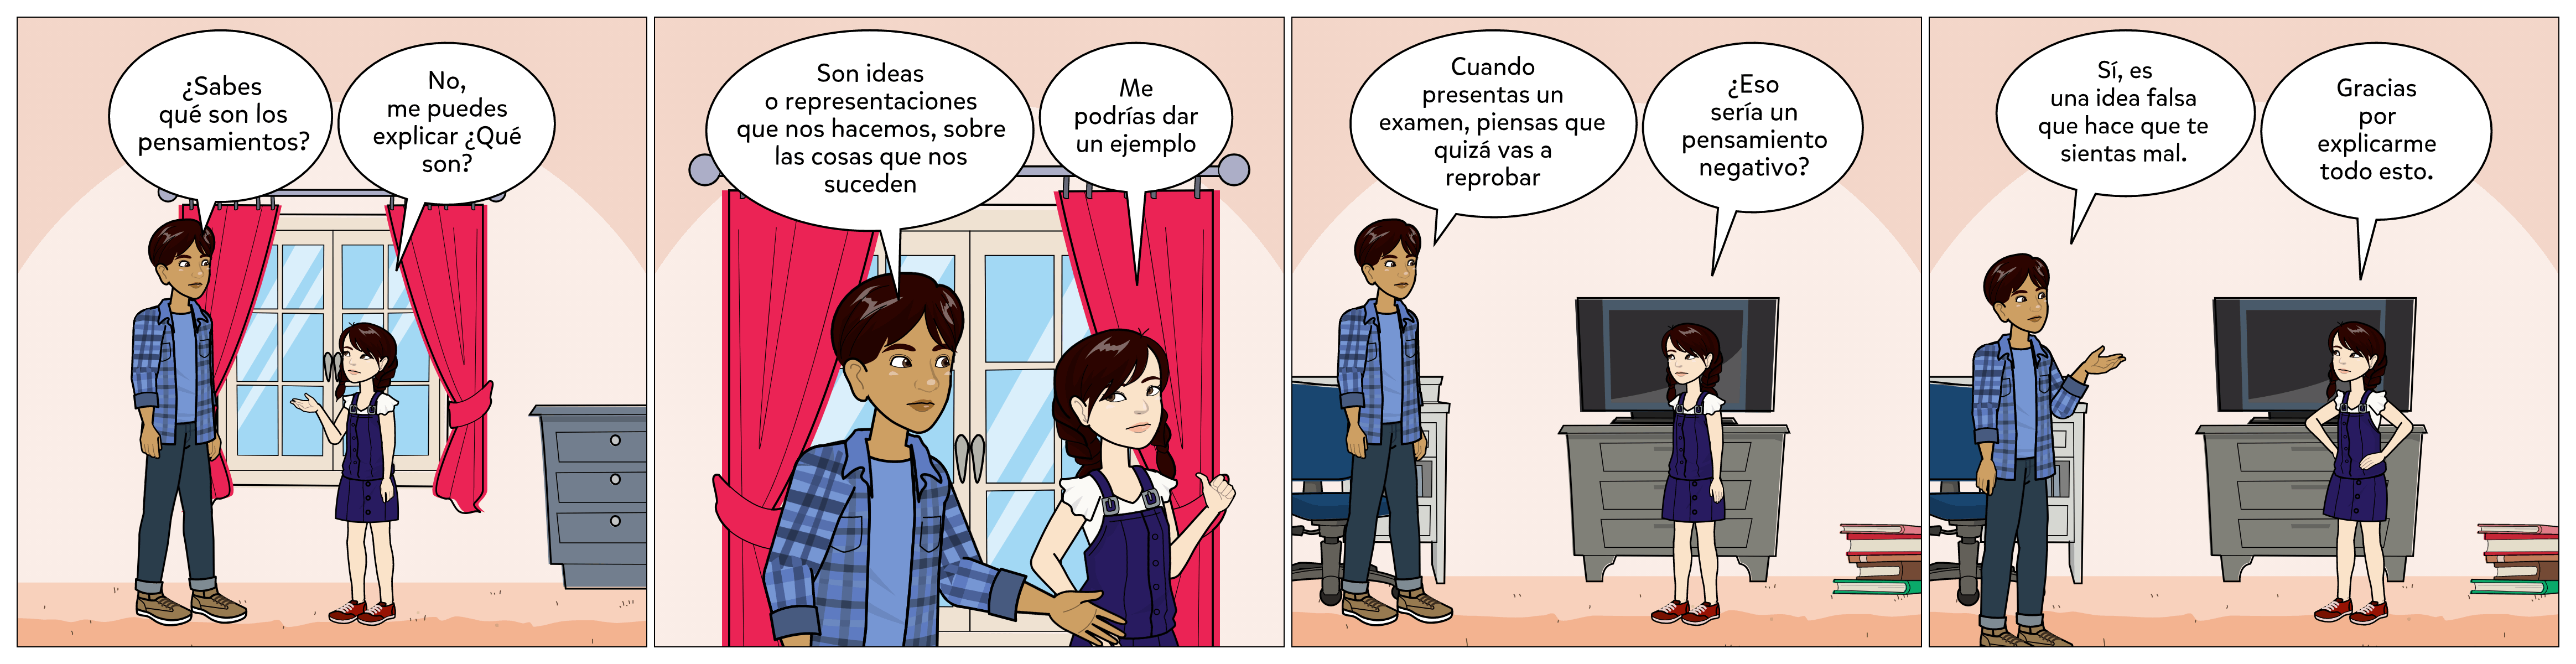 ¿Sabes
qué son los
pensamientos?
No,
me puedes
explicar ¿Qué
son?
Son ideas
o representaciones
que nos hacemos, sobre
las cosas que nos
suceden
Me
podrías dar
un ejemplo
Cuando
presentas un
examen, piensas que
quizá vas a
reprobar
¿Eso
sería un
pensamiento
negativo?
Sí, es
una idea falsa
que hace que te
sientas mal.
Gracias
por
explicarme
todo esto.